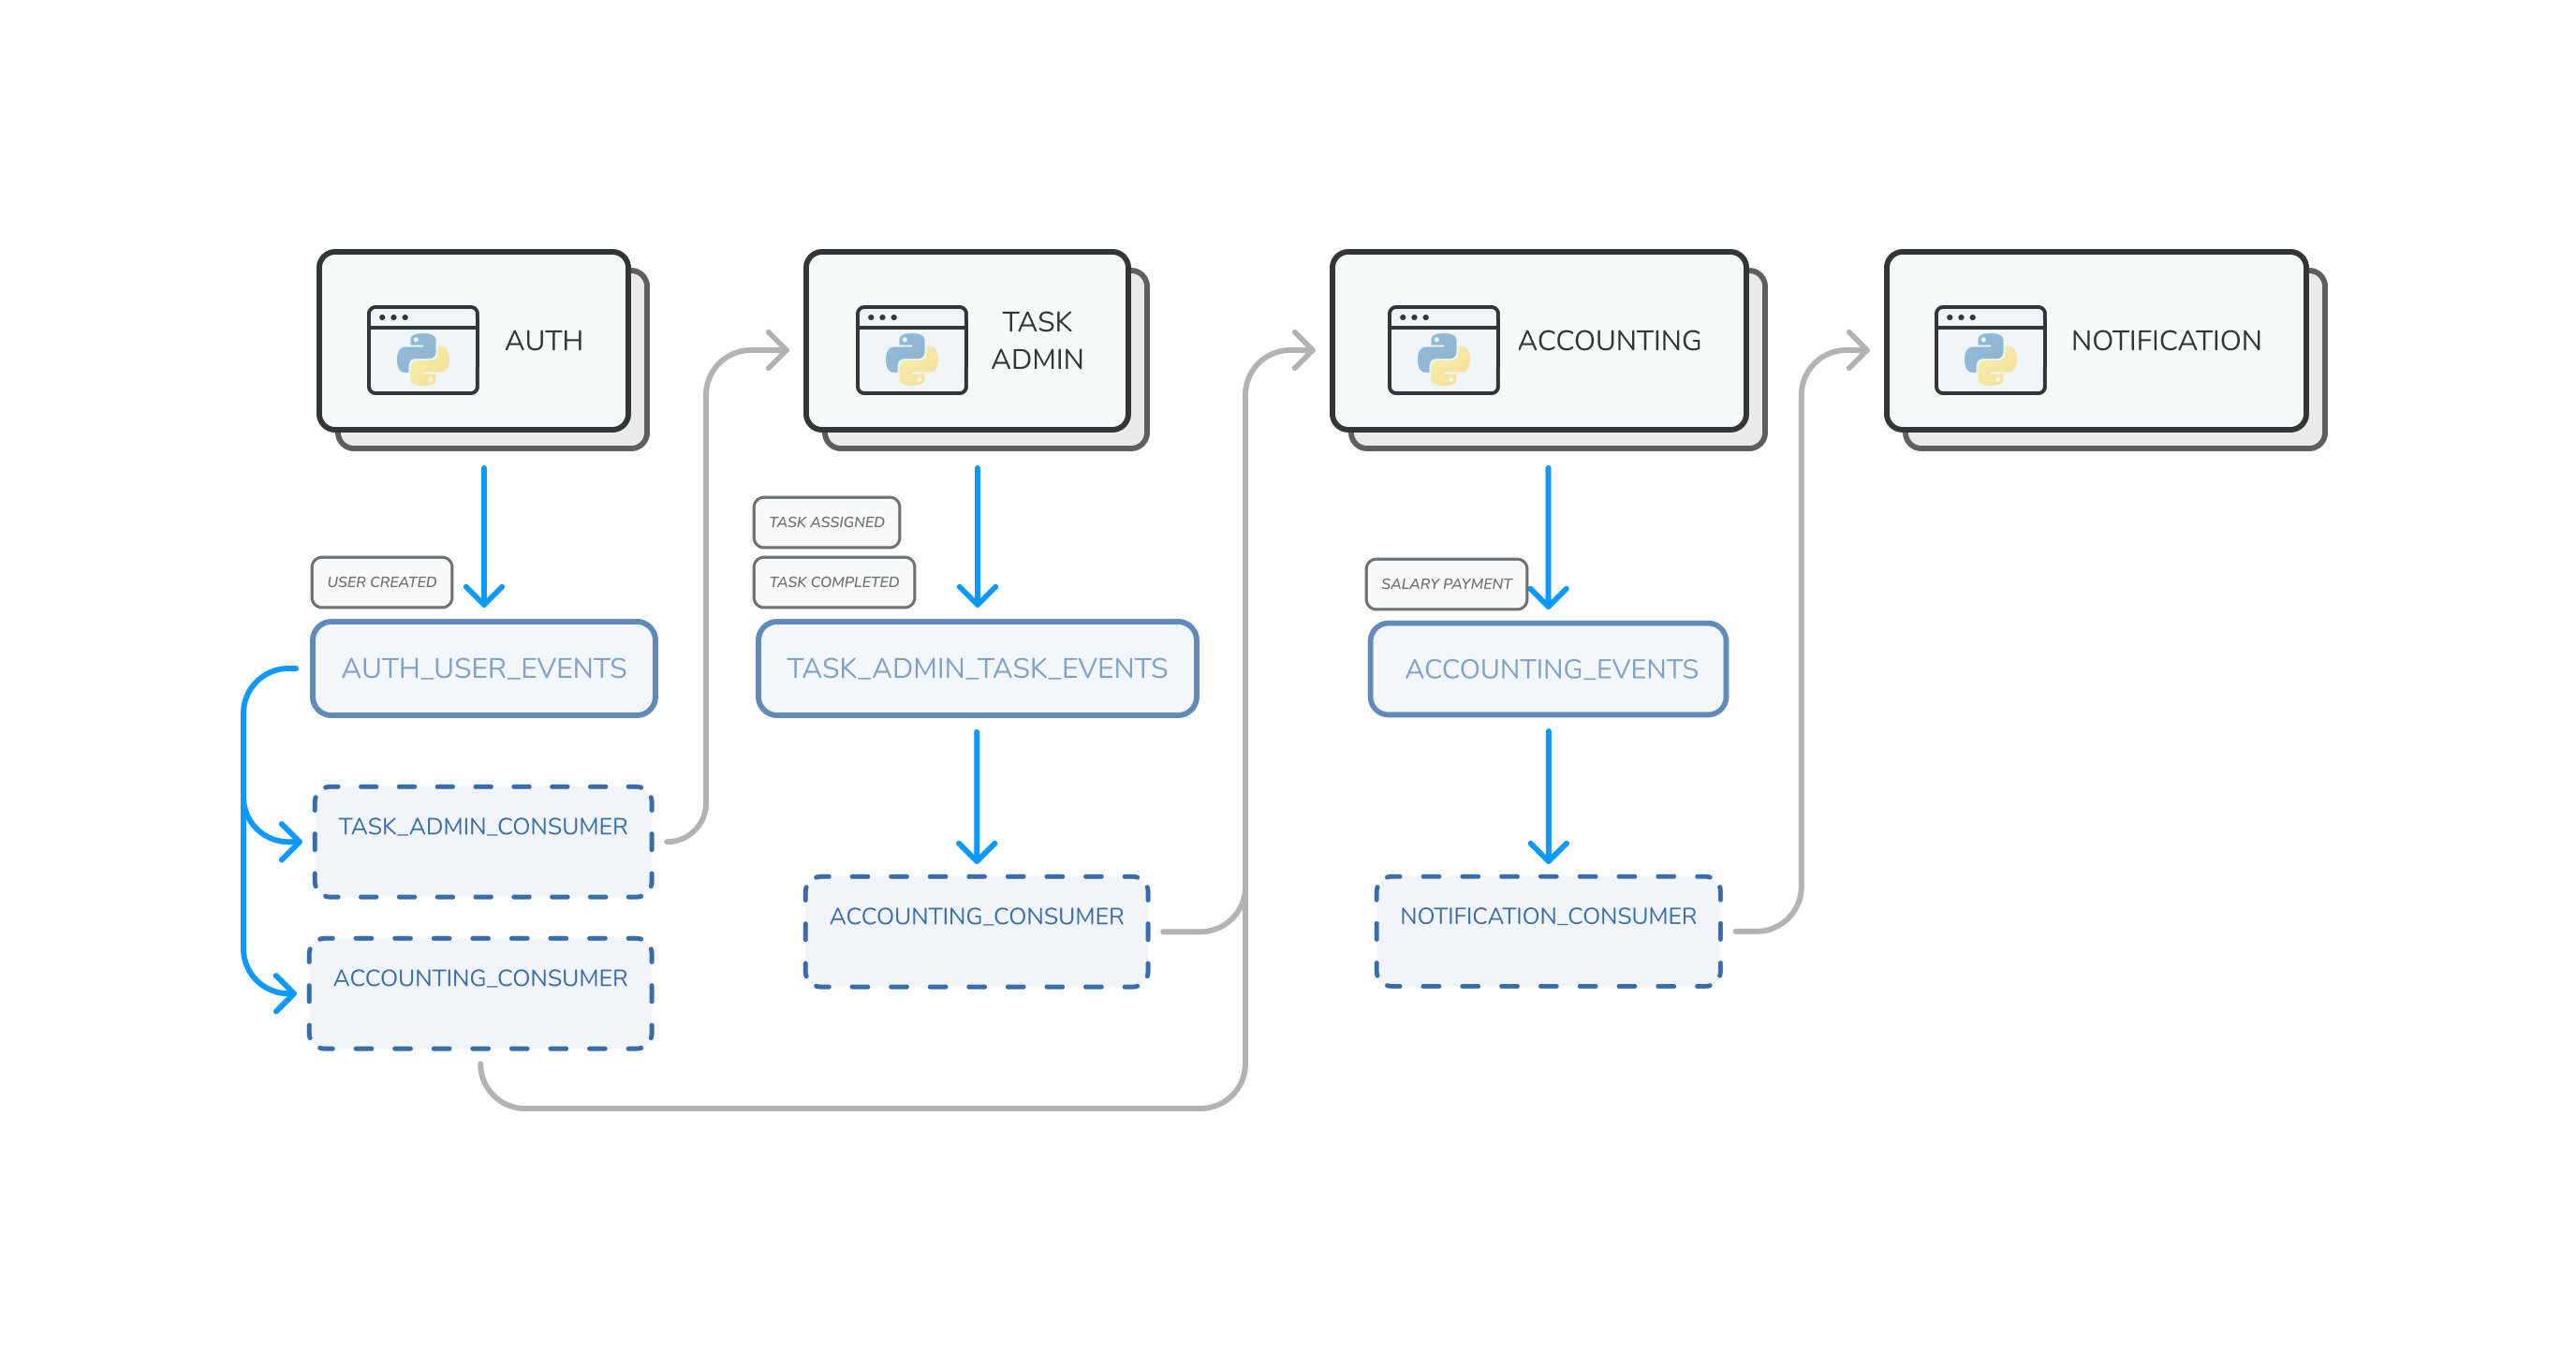 AUTH
TASK
ADMIN
ACCOUNTING
NOTIFICATION
TASK ASSIGNED
USER CREATED
TASK COMPLETED
SALARY PAYMENT
AUTH_USER_EVENTS
TASK_ADMIN_TASK_EVENTS
ACCOUNTING_EVENTS
TASK_ADMIN_CONSUMER
ACCOUNTING_CONSUMER
NOTIFICATION_CONSUMER
ACCOUNTING_CONSUMER